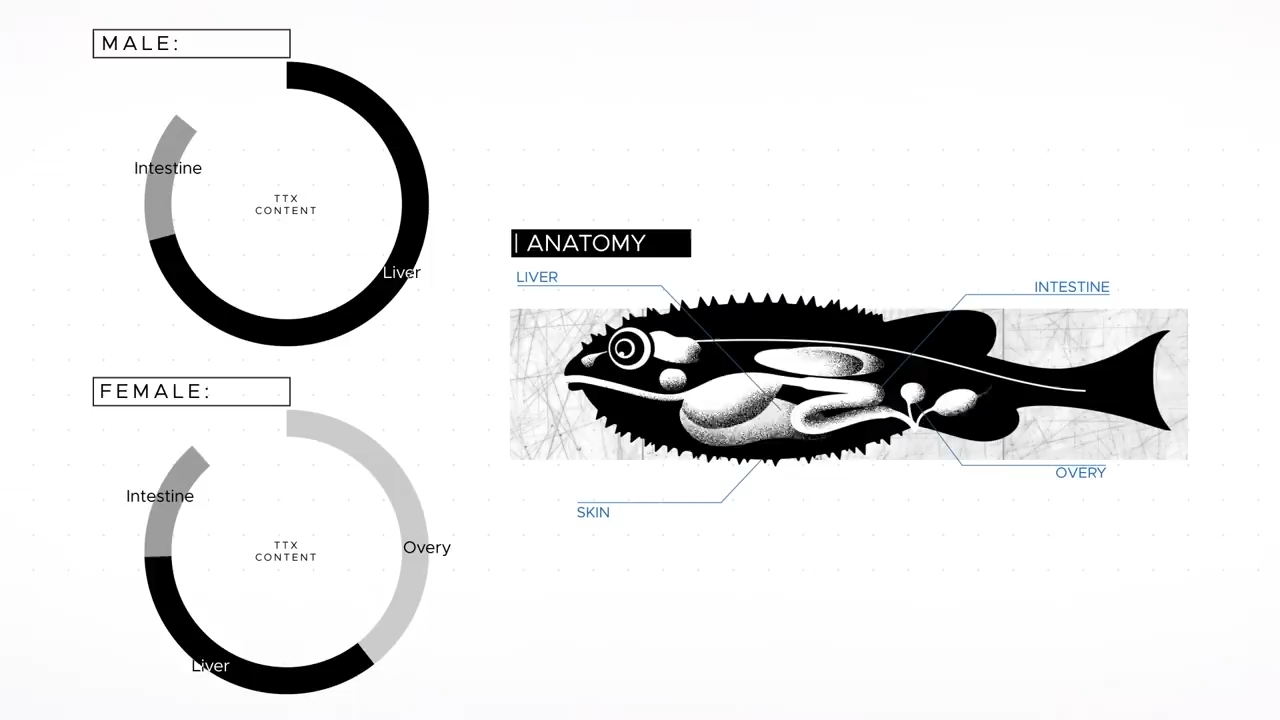 MALE:
Intestine
TTX
CONTENT
Liver
FEMALE:
Intestine
TTX
CONTENT
Overy
Liver
| ANATOMY
LIVER
INTESTINE
OVERY
SKIN